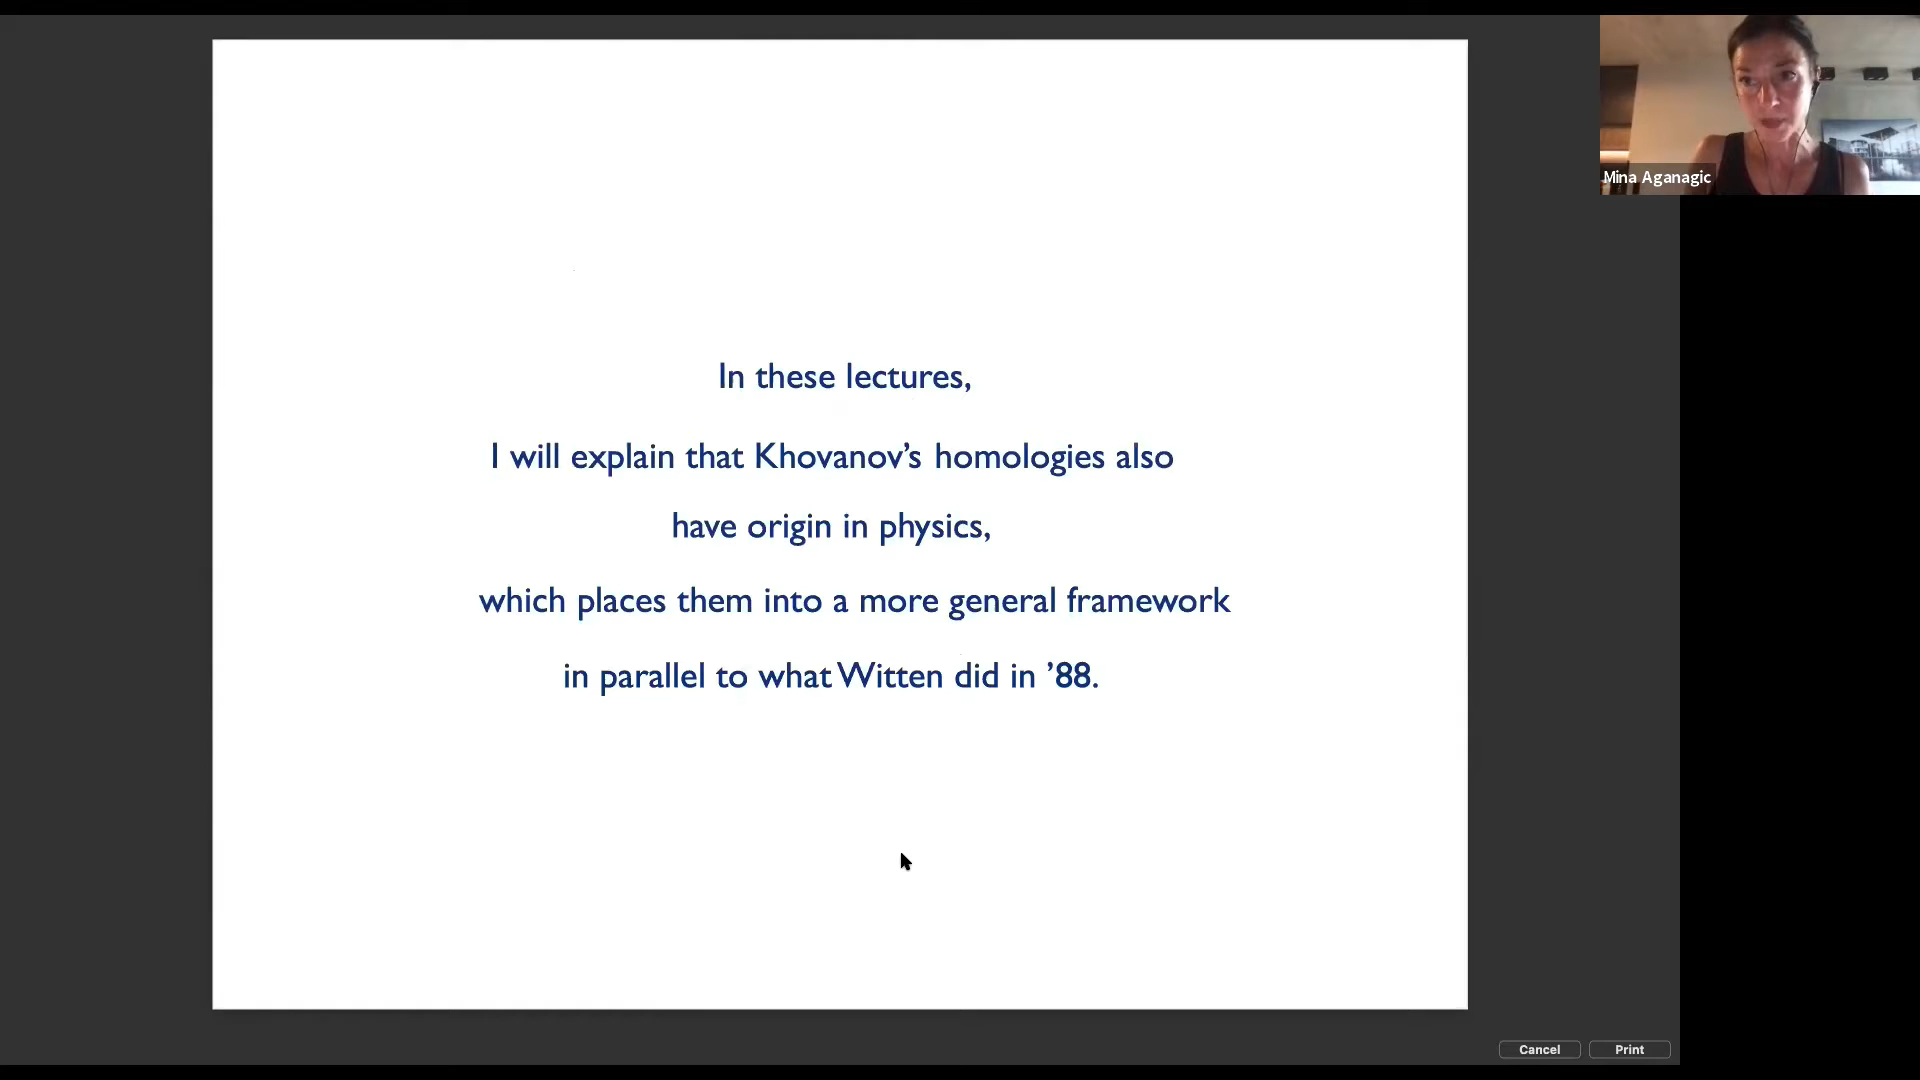 Mina Aganagic
In these lectures,
I will explain that Khovanov’s homologies also
have origin in physics,
which places them into a more general framework
in parallel to what Witten did in ’88.
Cancel
Print